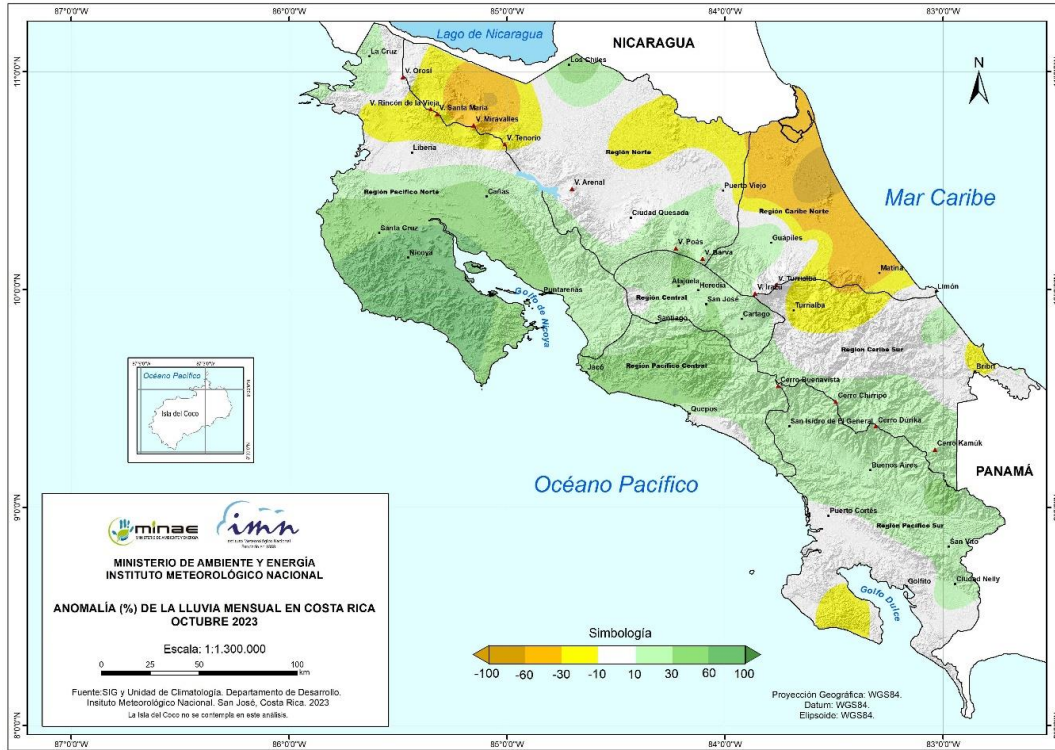 87°0'0"W 86°0'0"W 85°0'0"W 84°0'0"W 83°0'0"W
11°0'0"N
10°0'0"N
9°0'0"N
8°0'0"N
Lago de Nicaragua
NICARAGUA
N
La Cruz
Los Chiles
V. Orosí
V. Rincón de la Vieja
V. Santa María
V. Miravalles
V. Tenorio
Región Norte
Liberia
V. Arenal
Puerto Viejo
Mar Caribe
Región Pacífico Norte
Cañas
Región Caribe Norte
Ciudad Quesada
Santa Cruz
Guápiles
Nicoya
V. Poás
V. Barva
Matina
V. Turrialba
Alajuela
Heredia
V. Irazú
Limón
Golfo de Nicoya
Puntarenas
Región Central
San José
Turrialba
Santiago
Cartago
Región Caribe Sur
Jacó
Región Pacífico Central
Bribri
Cerro Buenavista
Cerro Chirripó
Quepos
San Isidro de El General
Cerro Dúrika
Cerro Kamúk
Buenos Aires
PANAMÁ
Océano Pacífico
Puerto Cortés
Región Pacífico Sur
San Vito
Golfito
Ciudad Nelly
Golfo Dulce
Océano Pacífico
Isla del Coco
minae
MINISTERIO DE AMBIENTE Y ENERGÍA
imn
Instituto Meteorológico Nacional
MINISTERIO DE AMBIENTE Y ENERGÍA
INSTITUTO METEOROLÓGICO NACIONAL
ANOMALÍA (%) DE LA LLUVIA MENSUAL EN COSTA RICA
OCTUBRE 2023
Escala: 1:1.300.000
0 25 50 100
km
Fuente:SIG y Unidad de Climatología. Departamento de Desarrollo.
Insituto Meteorológico Nacional. San José, Costa Rica. 2023
La Isla del Coco no se contempla en este análisis.
Simbología
-100 -60 -30 -10 10 30 60 100
Proyección Geográfica: WGS84.
Datum: WGS84.
Elipsoide: WGS84.